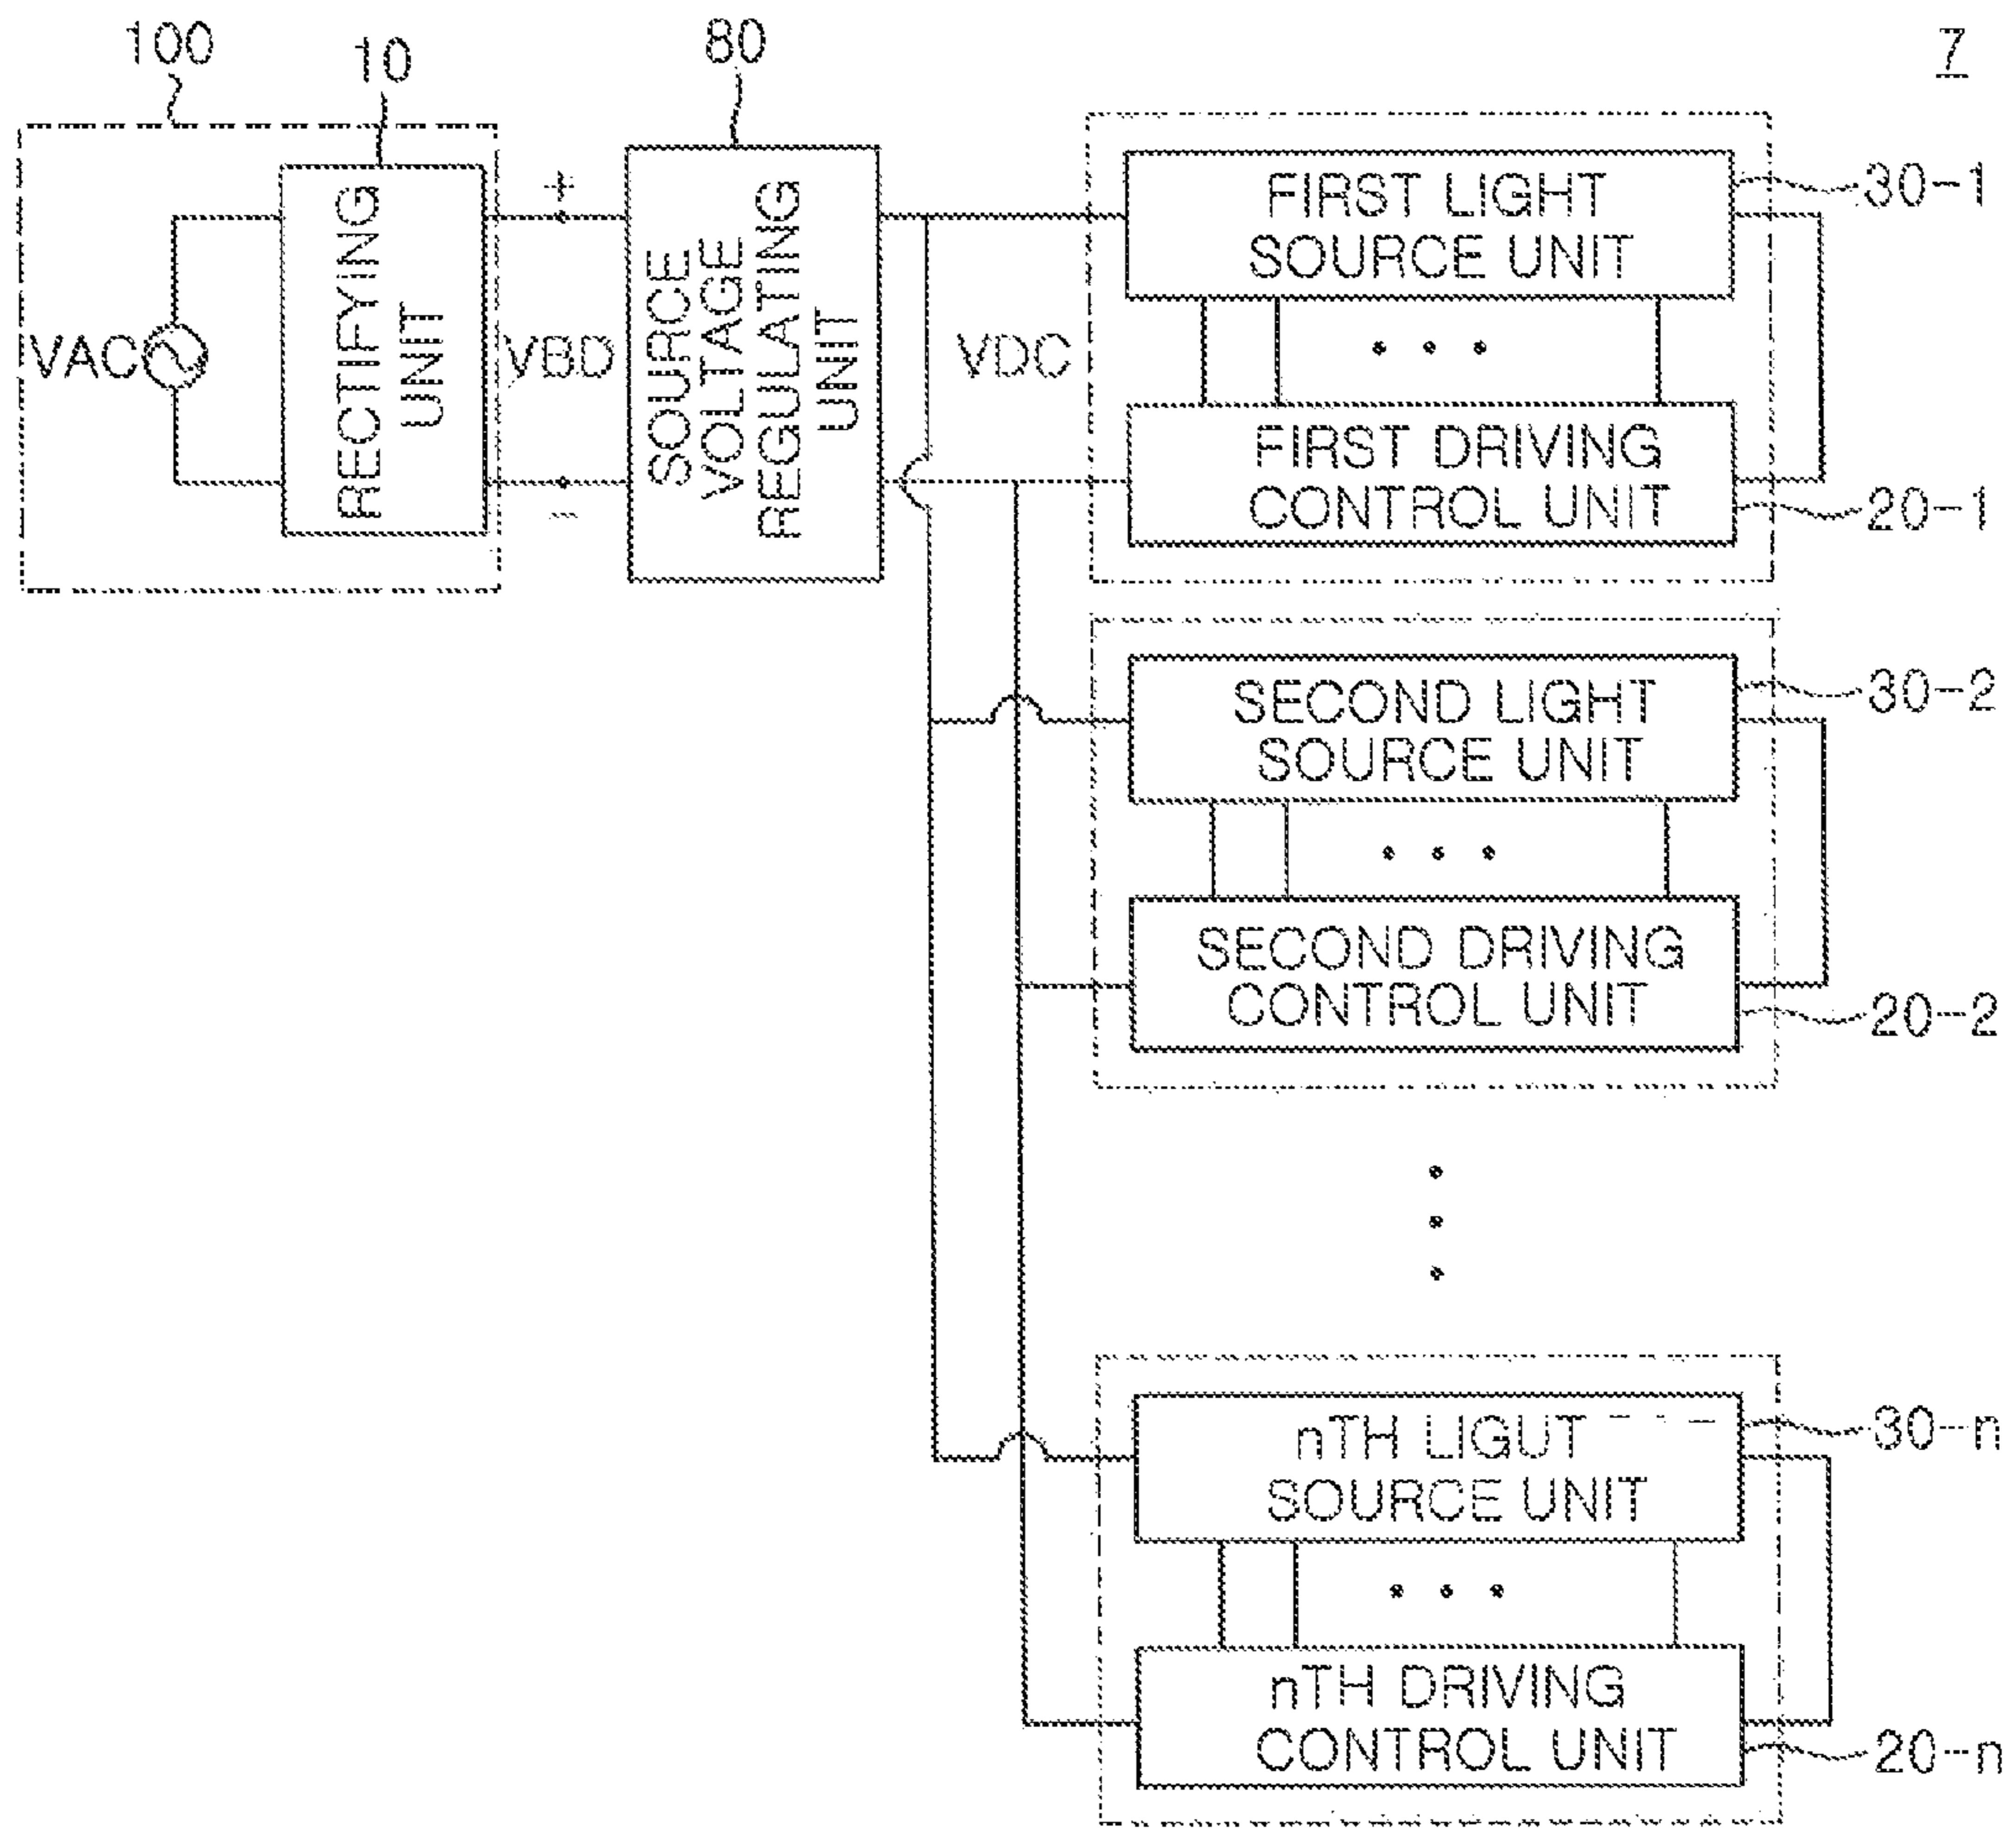 100
10
80
7
VAC
RECTIFYING
UNIT
+
VBD
-
SOURCE
VOLTAGE
REGULATING
UNIT
VDC
FIRST LIGHT
SOURCE UNIT
30-1
FIRST DRIVING
CONTROL UNIT
20-1
SECOND LIGHT
SOURCE UNIT
30-2
SECOND DRIVING
CONTROL UNIT
20-2
nTH LIGUT
SOURCE UNIT
30-n
nTH DRIVING
CONTROL UNIT
20-n